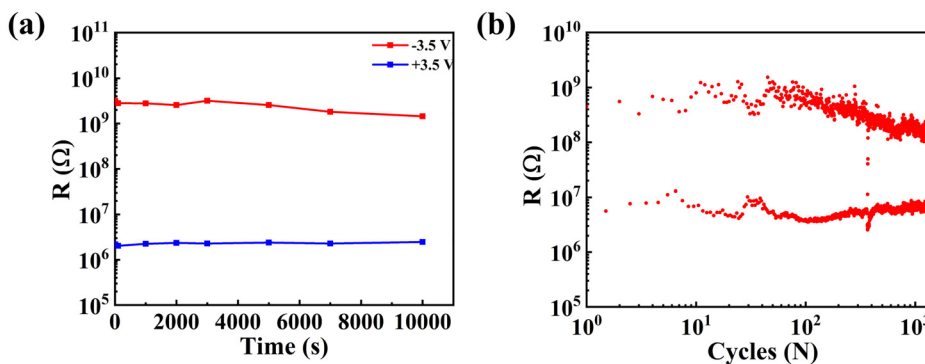 (a)
R (Ω)
10¹¹
10¹⁰
10⁹
10⁸
10⁷
10⁶
10⁵
-3.5 V
+3.5 V
0 2000 4000 6000 8000 10000
Time (s)
(b)
R (Ω)
10¹⁰
10⁹
10⁸
10⁷
10⁶
10⁵
10⁰ 10¹ 10² 10³
Cycles (N)